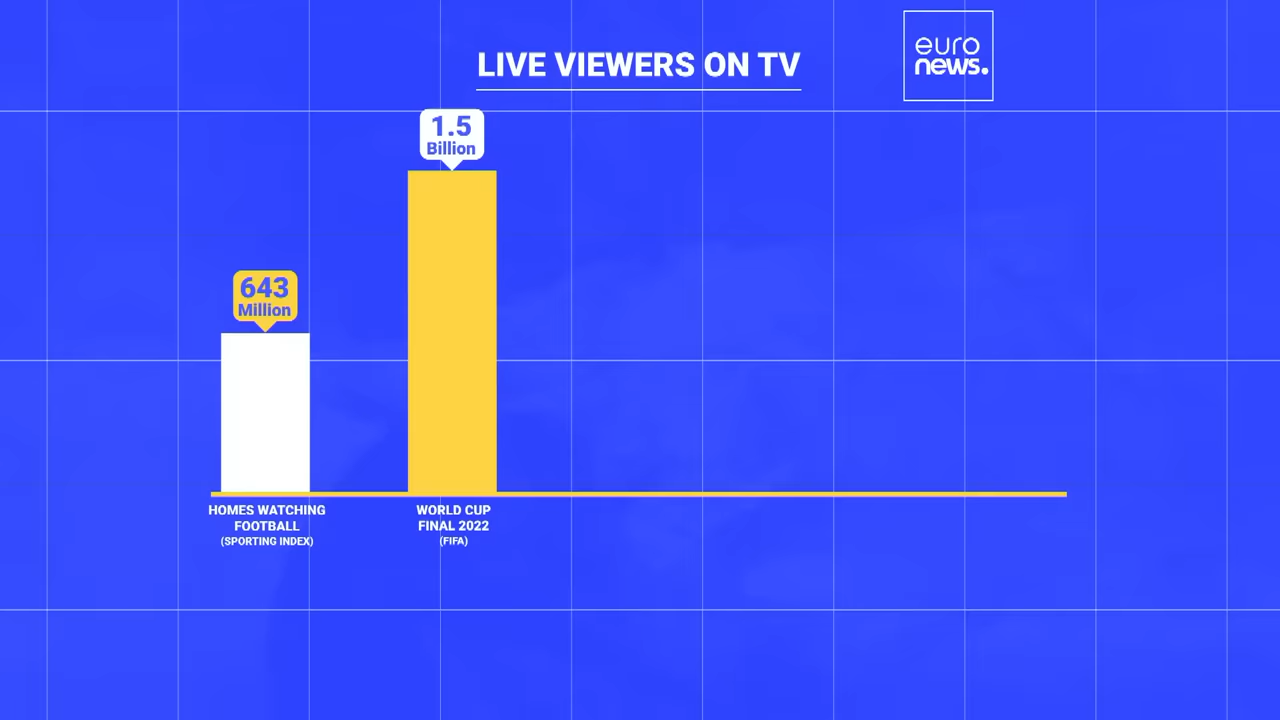 euro
news.
LIVE VIEWERS ON TV
1.5
Billion
643
Million
HOMES WATCHING
FOOTBALL
(SPORTING INDEX)
WORLD CUP
FINAL 2022
(FIFA)